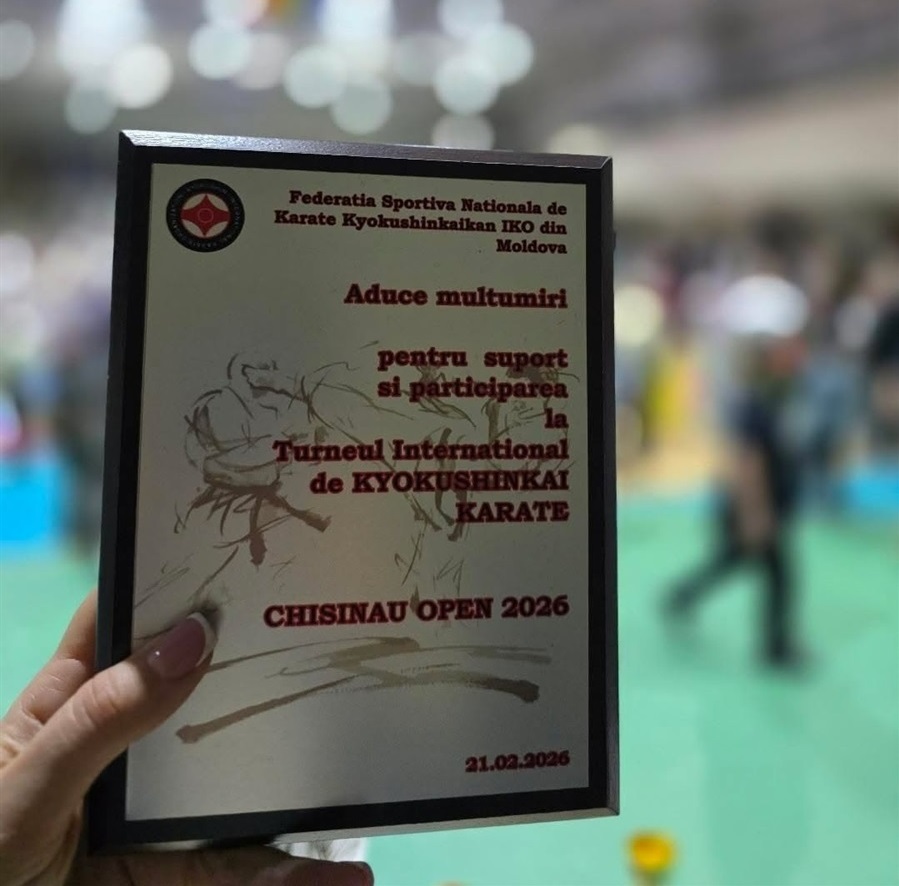 Federatia Sportiva Nationala de
Karate Kyokushinkaikan IKO din
Moldova
Aduce multumiri
pentru suport
si participarea
la
Turneul International
de KYOKUSHINKAI
KARATE
CHISINAU OPEN 2026
21.02.2026